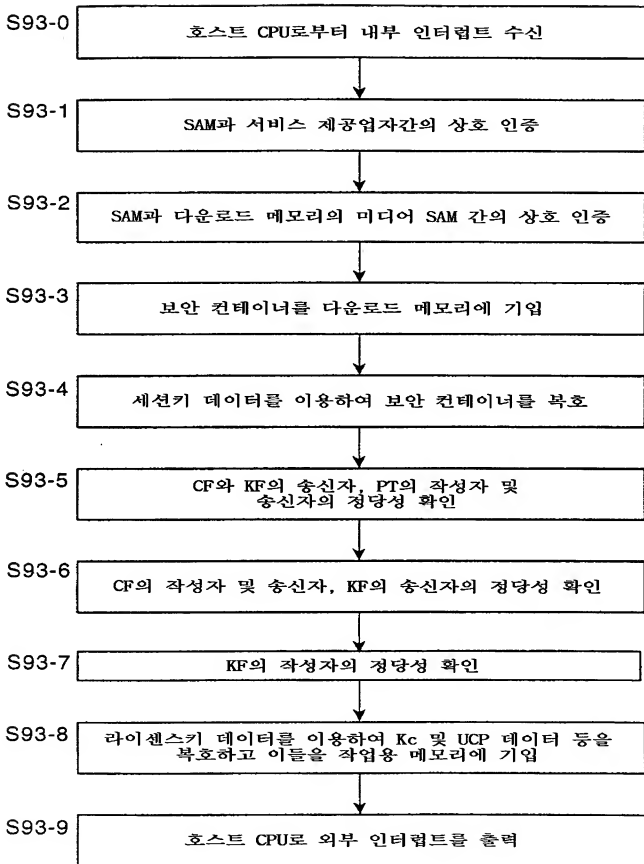 S93-0
호스트 CPU로부터 내부 인터럽트 수신
S93-1
SAM과 서비스 제공업자간의 상호 인증
S93-2
SAM과 다운로드 메모리의 미디어 SAM 간의 상호 인증
S93-3
보안 컨테이너를 다운로드 메모리에 기입
S93-4
세션키 데이터를 이용하여 보안 컨테이너를 복호
S93-5
CF와 KF의 송신자, PT의 작성자 및
송신자의 정당성 확인
S93-6
CF의 작성자 및 송신자, KF의 송신자의 정당성 확인
S93-7
KF의 작성자의 정당성 확인
S93-8
라이센스키 데이터를 이용하여 Kc 및 UCP 데이터 등을
복호하고 이들을 작업용 메모리에 기입
S93-9
호스트 CPU로 외부 인터럽트를 출력